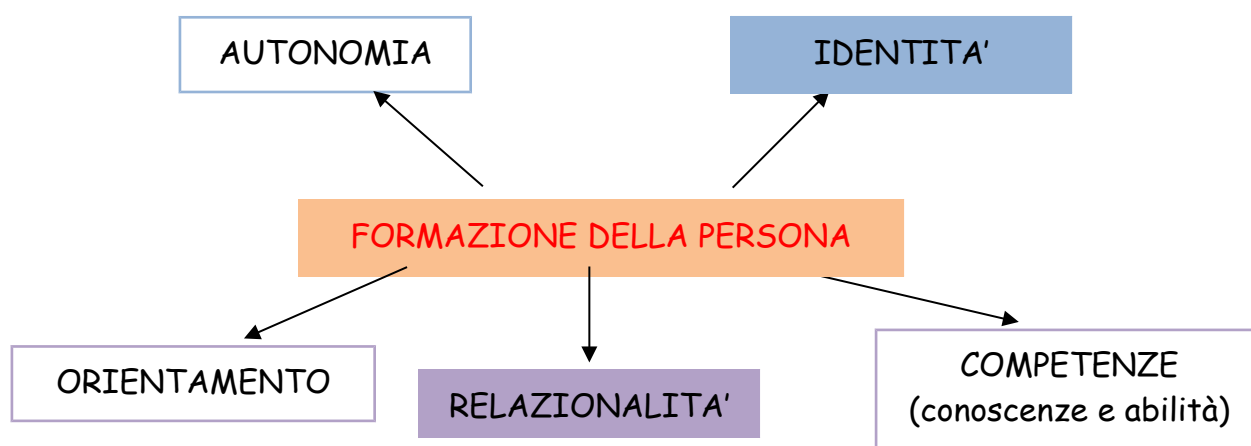 AUTONOMIA
IDENTITA’
FORMAZIONE DELLA PERSONA
ORIENTAMENTO
RELAZIONALITA’
COMPETENZE
(conoscenze e abilità)